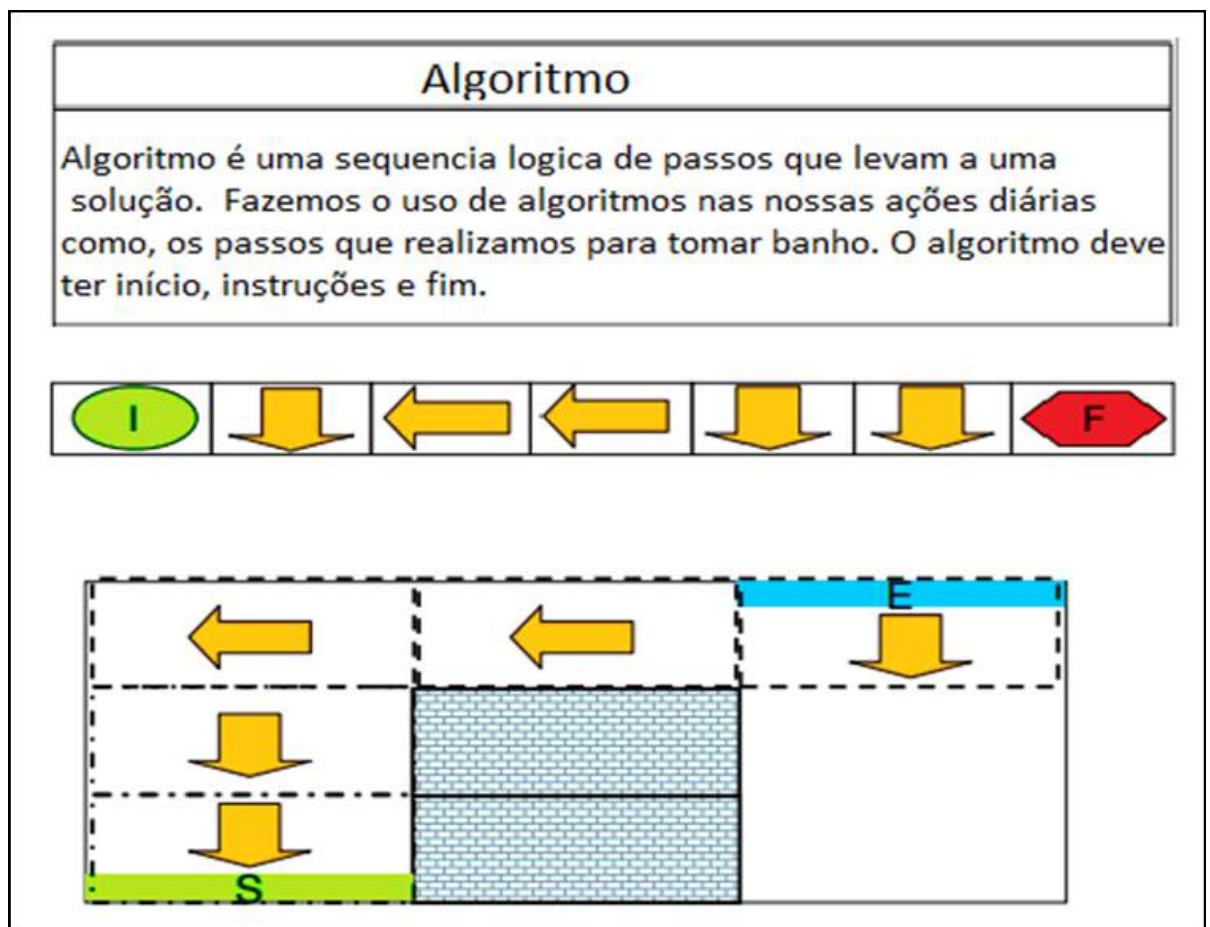 Algoritmo
Algoritmo é uma sequencia logica de passos que levam a uma
solução. Fazemos o uso de algoritmos nas nossas ações diárias
como, os passos que realizamos para tomar banho. O algoritmo deve
ter início, instruções e fim.
I F
E
S